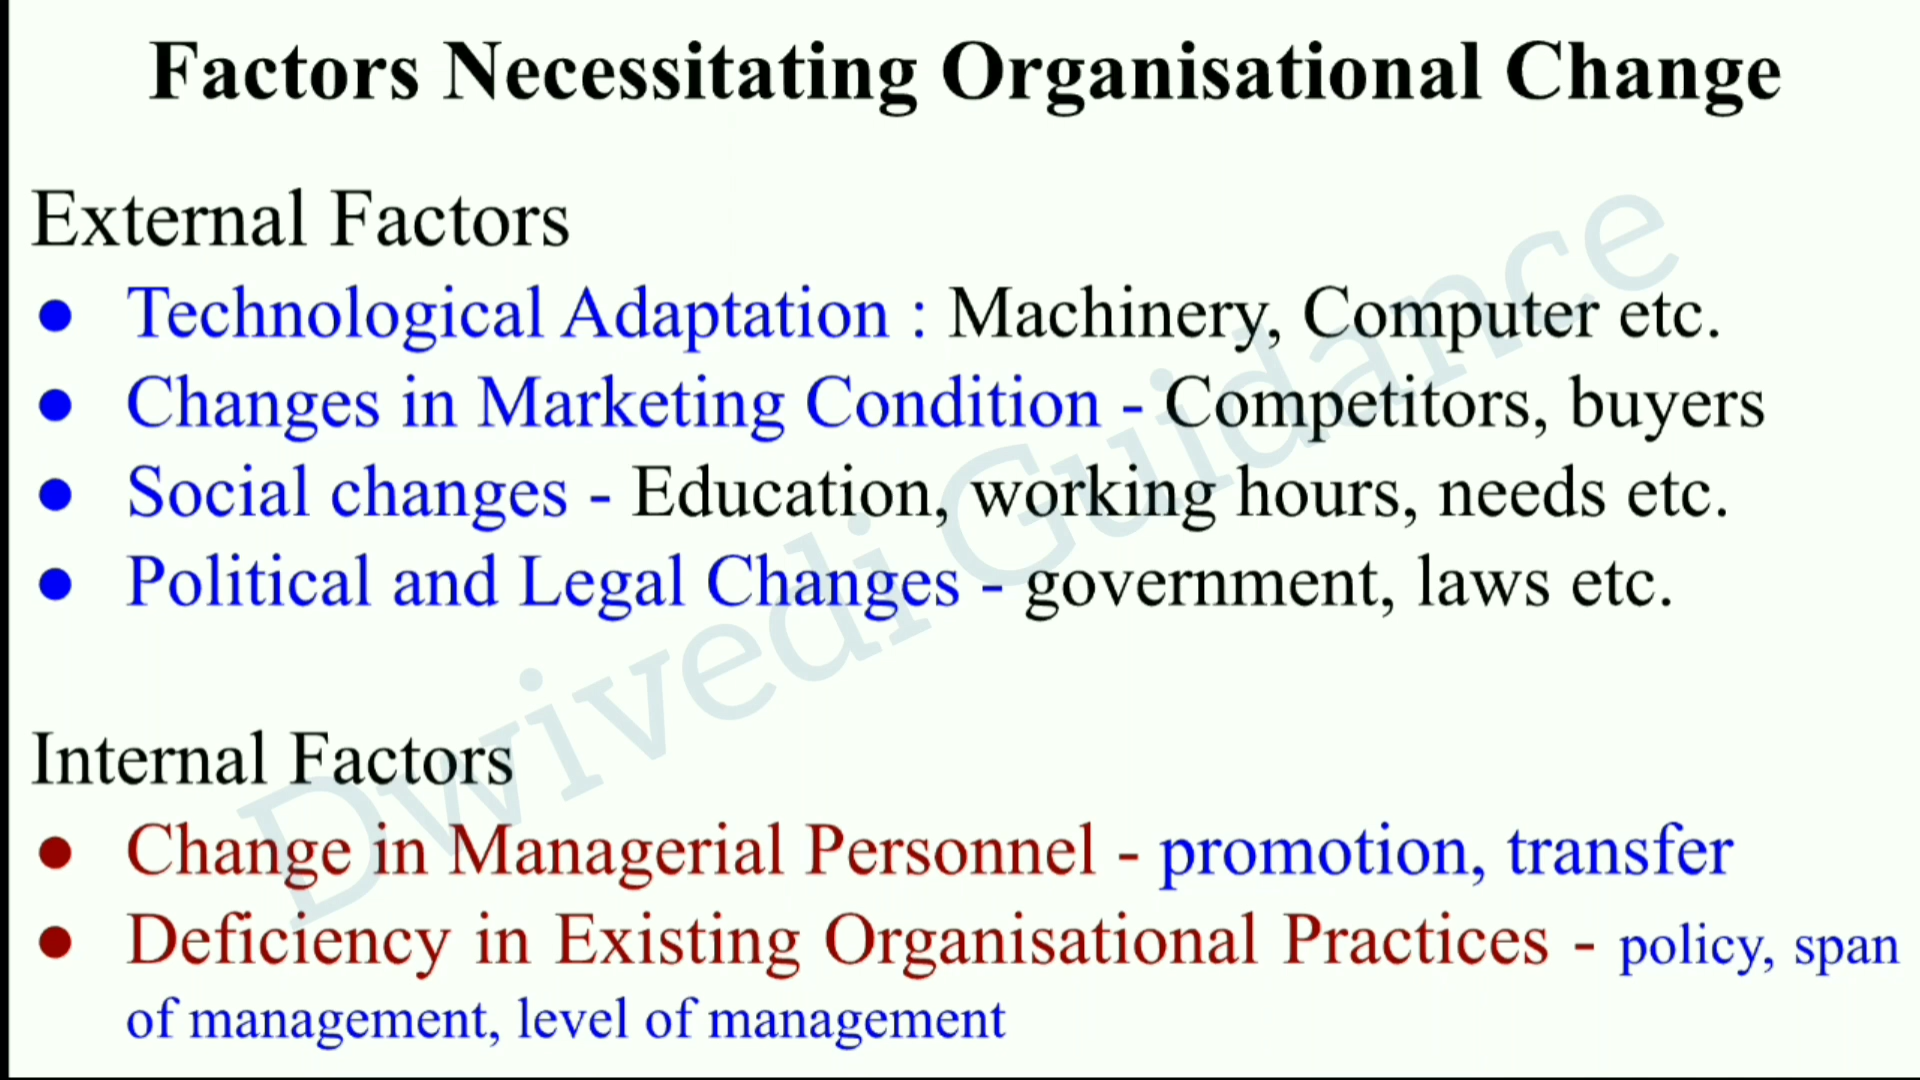 Factors Necessitating Organisational Change
External Factors
● Technological Adaptation : Machinery, Computer etc.
● Changes in Marketing Condition - Competitors, buyers
● Social changes - Education, working hours, needs etc.
● Political and Legal Changes - government, laws etc.
Internal Factors
● Change in Managerial Personnel - promotion, transfer
● Deficiency in Existing Organisational Practices - policy, span
of management, level of management
Dwivedi Guidance